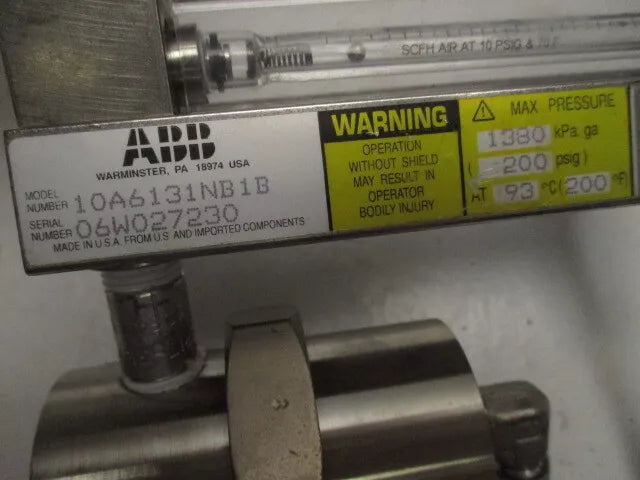 SCFH AIR AT 10 PSIG & 70 F
ABB
WARMINSTER, PA 18974 USA
MODEL NUMBER 10A6131NB1B
SERIAL NUMBER 06W027230
MADE IN U.S.A. FROM U.S. AND IMPORTED COMPONENTS
WARNING
OPERATION
WITHOUT SHIELD
MAY RESULT IN
OPERATOR
BODILY INJURY
MAX PRESSURE
1380 kPa. ga
( 200 psig)
AT 93 °C (200 °F)